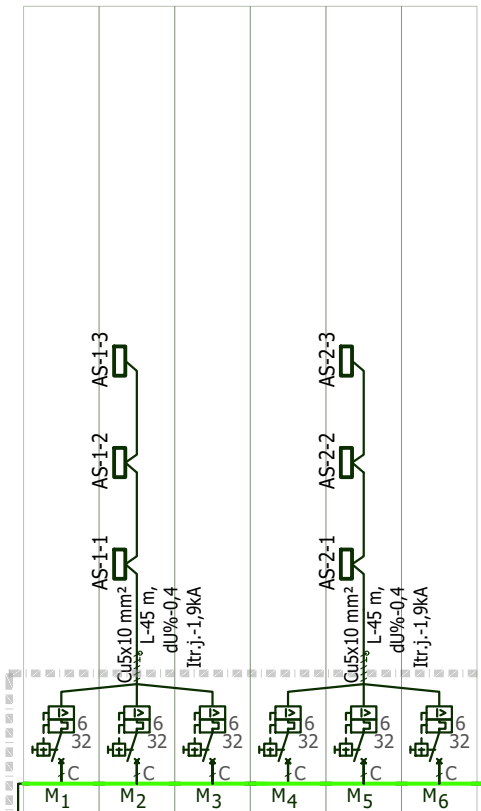 AS-1-3
AS-2-3
AS-1-2
AS-2-2
AS-1-1
AS-2-1
Cu5x10 mm²
L-45 m,
dU%-0,4
Itr.j.-1,9kA
Cu5x10 mm²
L-45 m,
dU%-0,4
Itr.j.-1,9kA
6 6 6 6 6 6
32 32 32 32 32 32
C C C C C C
M1 M2 M3 M4 M5 M6